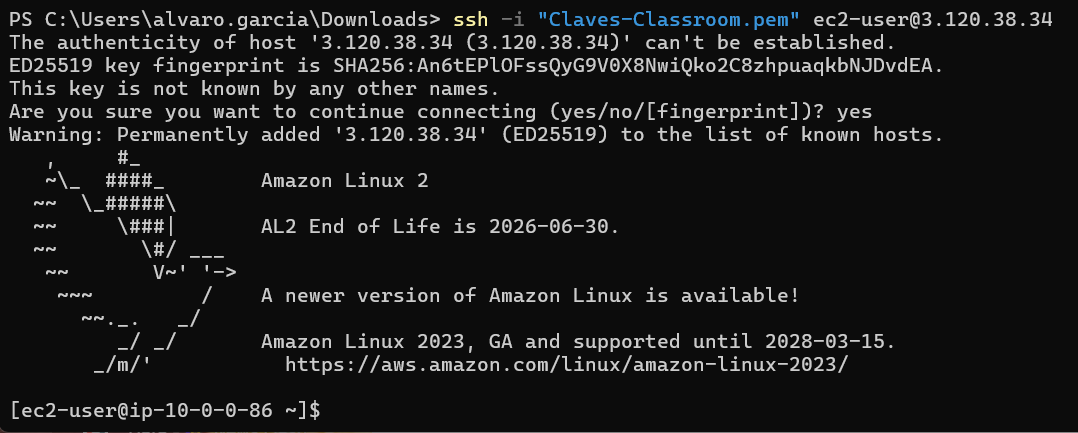 PS C:\Users\alvaro.garcia\Downloads> ssh -i "Claves-Classroom.pem" ec2-user@3.120.38.34
The authenticity of host '3.120.38.34 (3.120.38.34)' can't be established.
ED25519 key fingerprint is SHA256:An6tEPlOFssQyG9V0X8NwiQko2C8zhpuaqkbNJDvdEA.
This key is not known by any other names.
Are you sure you want to continue connecting (yes/no/[fingerprint])? yes
Warning: Permanently added '3.120.38.34' (ED25519) to the list of known hosts.
   ,     #_
   ~\_  ####_        Amazon Linux 2
  ~~  \_#####\
  ~~     \###|       AL2 End of Life is 2026-06-30.
  ~~       \#/ ___
   ~~       V~' '->
    ~~~         /    A newer version of Amazon Linux is available!
      ~~._.   _/
         _/ _/       Amazon Linux 2023, GA and supported until 2028-03-15.
       _/m/'           https://aws.amazon.com/linux/amazon-linux-2023/
[ec2-user@ip-10-0-0-86 ~]$